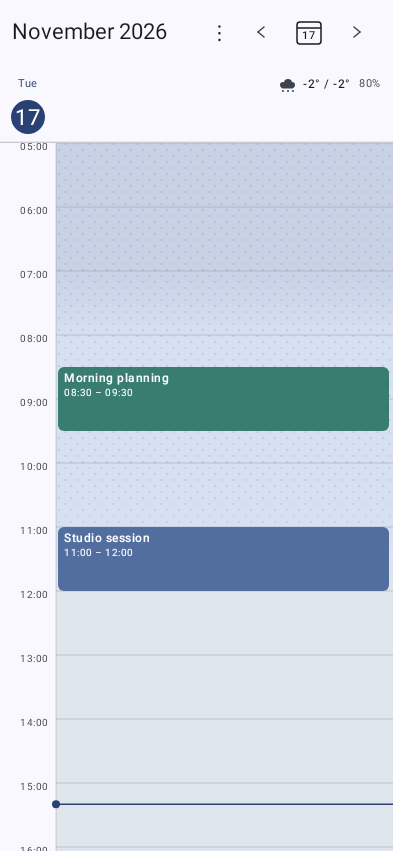 November 2026
17
Tue
-2° / -2° 80%
17
05:00
06:00
07:00
08:00
Morning planning
08:30 – 09:30
09:00
10:00
11:00
Studio session
11:00 – 12:00
12:00
13:00
14:00
15:00
16:00